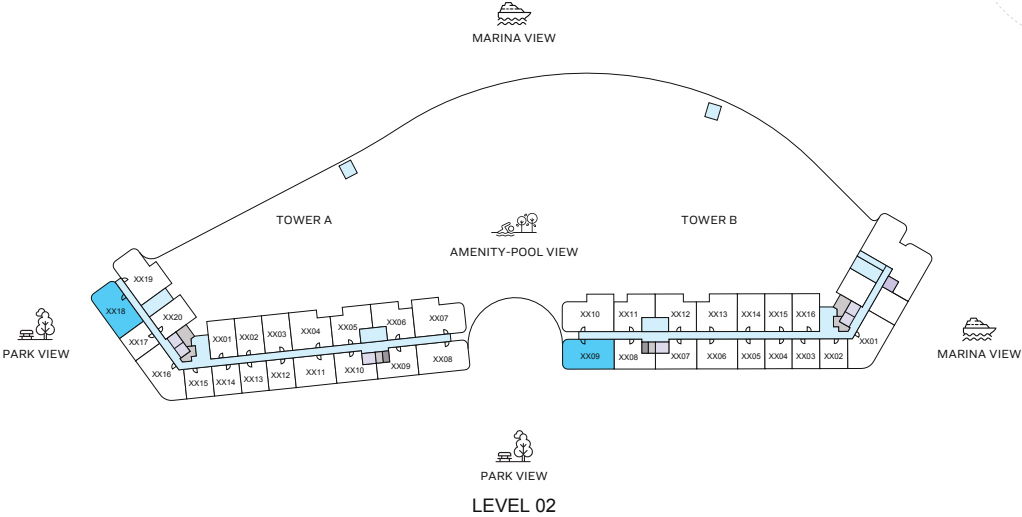 MARINA VIEW
TOWER A
TOWER B
AMENITY-POOL VIEW
XX19
XX18
XX20
XX17
XX16
XX01
XX02
XX03
XX04
XX05
XX06
XX07
XX15
XX14
XX13
XX12
XX11
XX10
XX09
XX08
XX10
XX11
XX12
XX13
XX14
XX15
XX16
XX09
XX08
XX07
XX06
XX05
XX04
XX03
XX02
XX01
PARK VIEW
MARINA VIEW
PARK VIEW
LEVEL 02